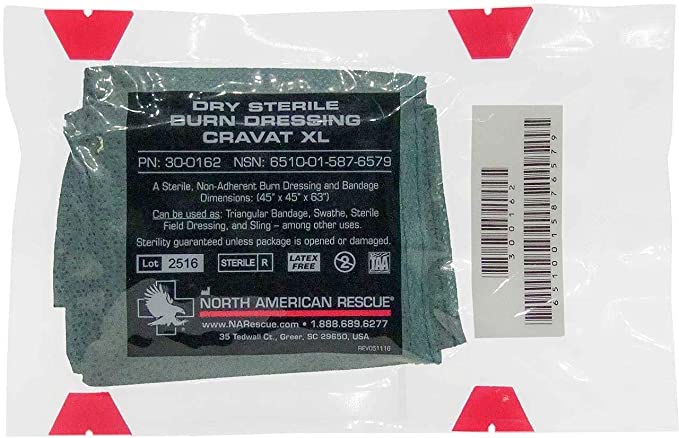 DRY STERILE
BURN DRESSING
CRAVAT XL
PN: 30-0162 NSN: 6510-01-587-6579
A Sterile, Non-Adherent Burn Dressing and Bandage
Dimensions: (45" x 45" x 63")
Can be used as: Triangular Bandage, Swathe, Sterile
Field Dressing, and Sling – among other uses.
Sterility guaranteed unless package is opened or damaged.
Lot 2516 STERILE R LATEX FREE 2 TAA
NORTH AMERICAN RESCUE®
www.NARescue.com • 1.888.689.6277
35 Tedwall Ct., Greer, SC 29650, USA
REV051116
300162
6510015876579